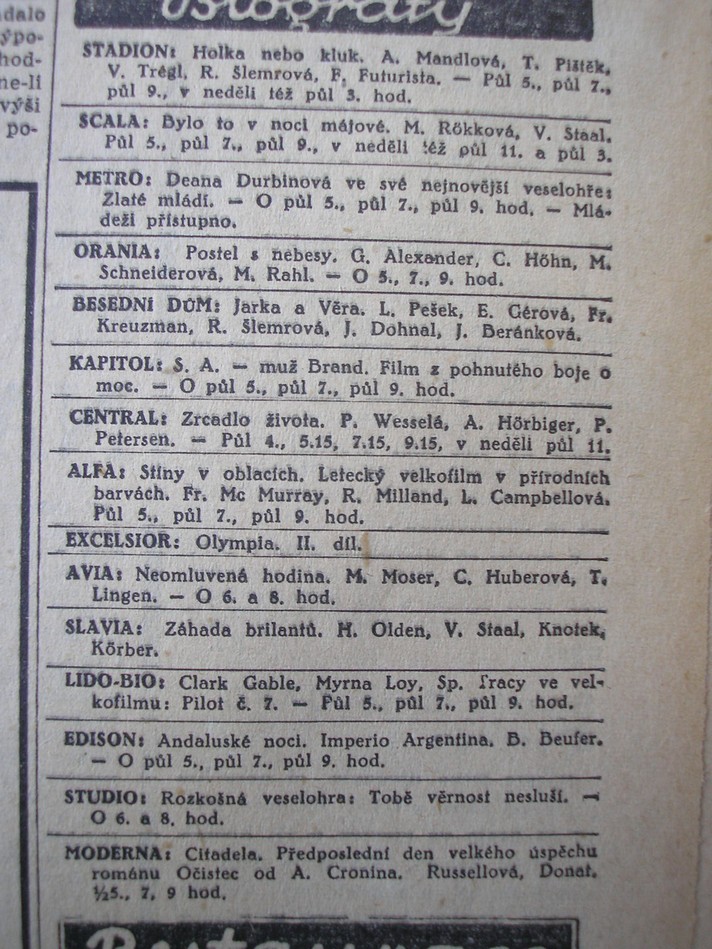 dalo
ýpo-
hod-
ne-li
výši
po-
Biografy
STADION: Holka nebo kluk. A. Mandlová, T. Pištěk,
V. Trégl, R. Šlemrová, F. Futurista. — Půl 5., půl 7.,
půl 9., v neděli též půl 3. hod.
SCALA: Bylo to v noci májové. M. Rökková, V. Staal.
Půl 5., půl 7., půl 9., v neděli též půl 11. a půl 3.
METRO: Deana Durbinová ve své nejnovější veselohře:
Zlaté mládí. — O půl 5., půl 7., půl 9. hod. — Mlá-
deži přístupno.
ORANIA: Postel s nebesy. G. Alexander, C. Höhn, M.
Schneiderová, M. Rahl. — O 5., 7., 9. hod.
BESEDNÍ DŮM: Jarka a Věra. L. Pešek, E. Gérová, Fr.
Kreuzman, R. Šlemrová, J. Dohnal, J. Beránková.
KAPITOL: S. A. — muž Brand. Film z pohnutého boje o
moc. — O půl 5., půl 7., půl 9. hod.
CENTRAL: Zrcadlo života. P. Wesselá, A. Hörbiger, P.
Petersen. — Půl 4., 5.15, 7.15, 9.15, v neděli půl 11.
ALFA: Stíny v oblacích. Letecký velkofilm v přírodních
barvách. Fr. Mc Murray, R. Milland, L. Campbellová.
Půl 5., půl 7., půl 9. hod.
EXCELSIOR: Olympia. II. díl.
AVIA: Neomluvená hodina. M. Moser, C. Huberová, T.
Lingen. — O 6. a 8. hod.
SLAVIA: Záhada brilantů. H. Olden, V. Staal, Knotek,
Körber.
LIDO-BIO: Clark Gable, Myrna Loy, Sp. Tracy ve vel-
kofilmu: Pilot č. 7. — Půl 5., půl 7., půl 9. hod.
EDISON: Andaluské noci. Imperio Argentina. B. Beufer.
— O půl 5., půl 7., půl 9. hod.
STUDIO: Rozkošná veselohra: Tobě věrnost nesluší. —
O 6. a 8. hod.
MODERNA: Citadela. Předposlední den velkého úspěchu
románu Očistec od A. Cronina. Russellová, Donat.
½5., 7, 9 hod.